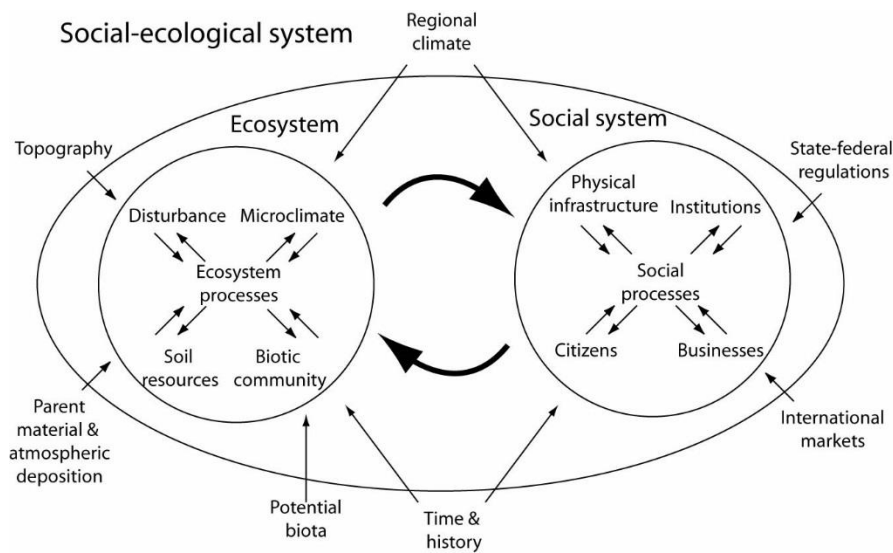 Social-ecological system
Regional
climate
Ecosystem
Social system
Topography
State-federal
regulations
Disturbance
Microclimate
Ecosystem
processes
Soil
resources
Biotic
community
Physical
infrastructure
Institutions
Social
processes
Citizens
Businesses
Parent
material &
atmospheric
deposition
Potential
biota
Time &
history
International
markets